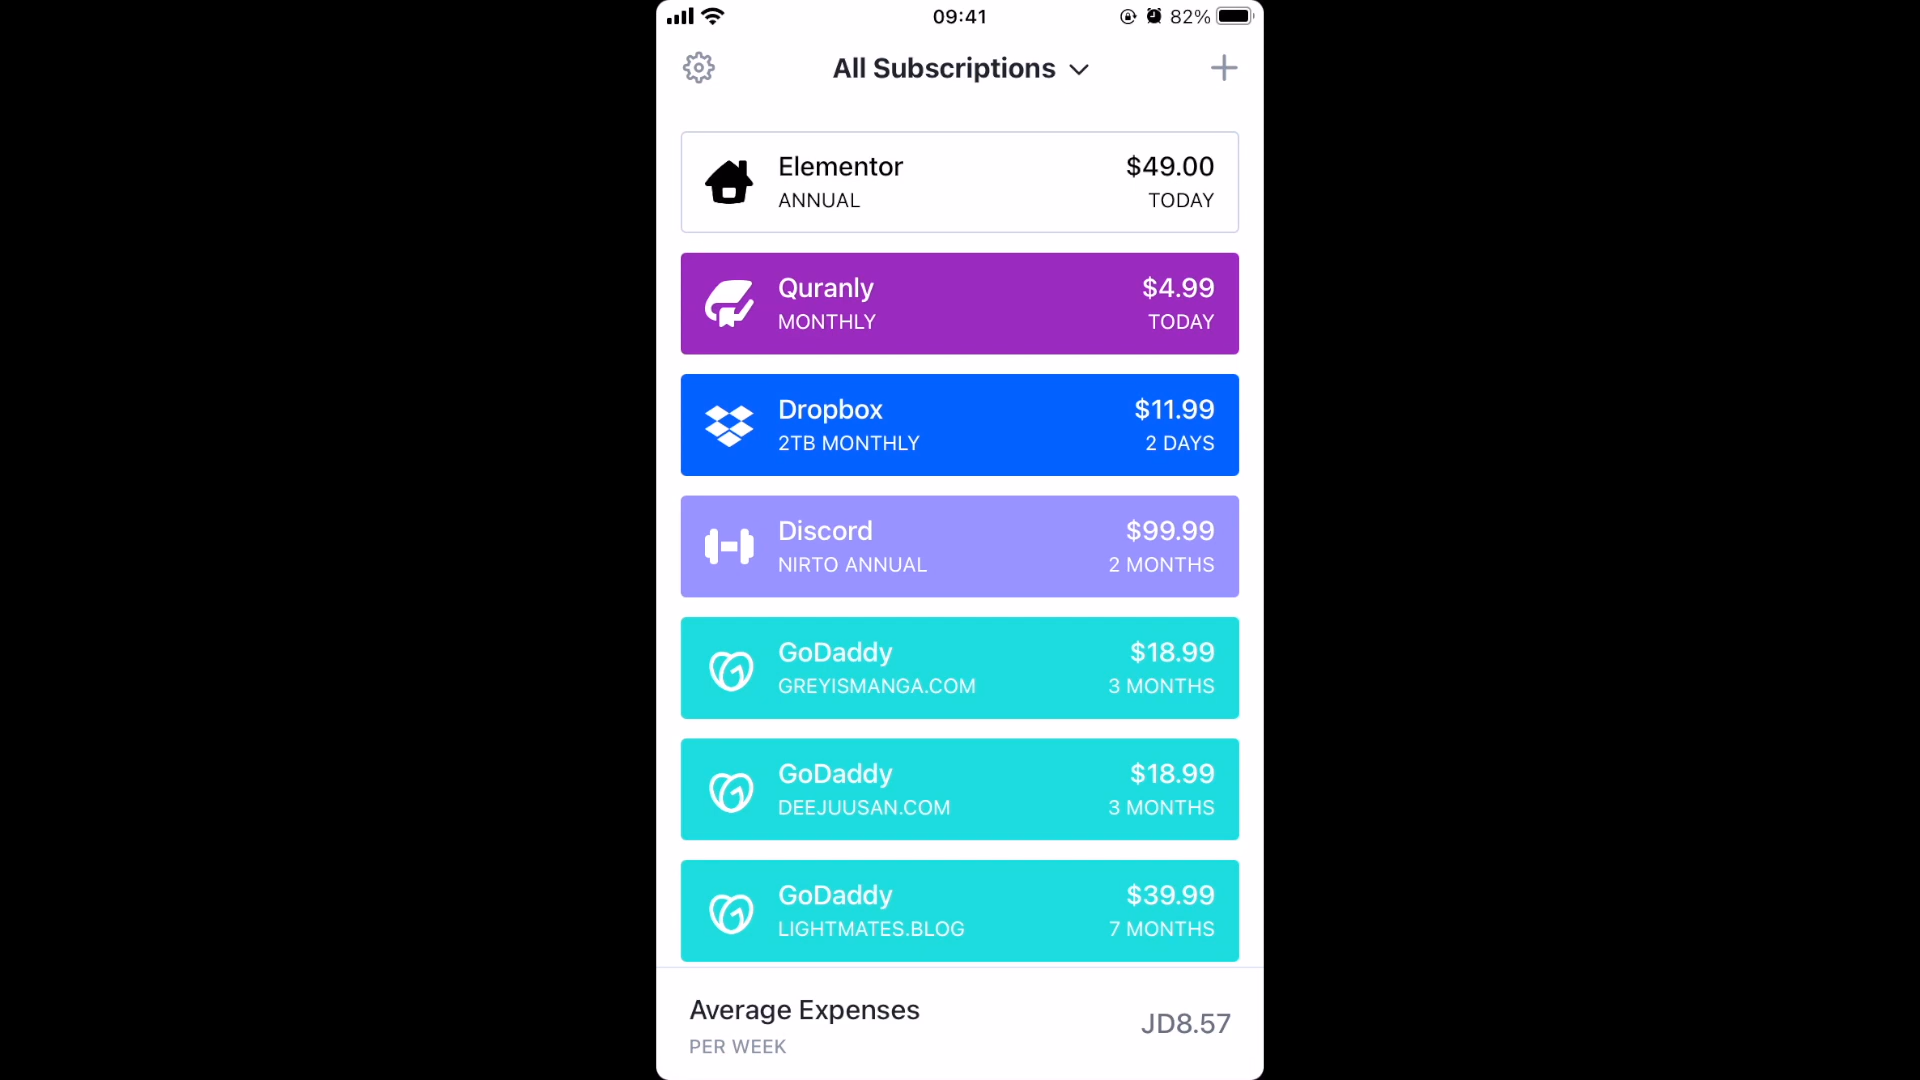 09:41
82%
All Subscriptions
Elementor $49.00
ANNUAL TODAY
Quranly $4.99
MONTHLY TODAY
Dropbox $11.99
2TB MONTHLY 2 DAYS
Discord $99.99
NIRTO ANNUAL 2 MONTHS
GoDaddy $18.99
GREYISMANGA.COM 3 MONTHS
GoDaddy $18.99
DEEJUUSAN.COM 3 MONTHS
GoDaddy $39.99
LIGHTMATES.BLOG 7 MONTHS
Average Expenses JD8.57
PER WEEK